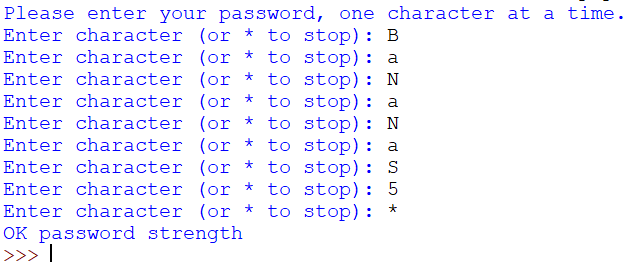 Please enter your password, one character at a time.
Enter character (or * to stop): B
Enter character (or * to stop): a
Enter character (or * to stop): N
Enter character (or * to stop): a
Enter character (or * to stop): N
Enter character (or * to stop): a
Enter character (or * to stop): S
Enter character (or * to stop): 5
Enter character (or * to stop): *
OK password strength
>>>